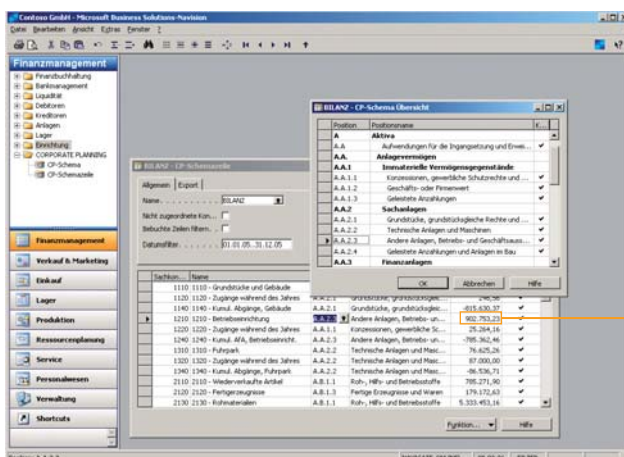 Contoso GmbH - Microsoft Business Solutions-Navision
Datei Bearbeiten Ansicht Extras Fenster ?
Finanzmanagement
Finanzbuchhaltung
Bankmanagement
Liquidität
Debitoren
Kreditoren
Anlagen
Lager
Einrichtung
CORPORATE PLANNING
CP-Schema
CP-Schemazeile
Finanzmanagement
Verkauf & Marketing
Einkauf
Lager
Produktion
Ressourcenplanung
Service
Personalwesen
Verwaltung
Shortcuts
BILANZ - CP-Schemazeile
Allgemein Export
Name BILANZ
Nicht zugeordnete Kon...
Bebuchte Zeilen filtern
Datumsfilter 01.01.05..31.12.05
BILANZ - CP-Schema Übersicht
Position Positionsname K...
A Aktiva
A.A Aufwendungen für die Ingangsetzung und Erwei...
A.A. Anlagevermögen
A.A.1 Immaterielle Vermögensgegenstände
A.A.1.1 Konzessionen, gewerbliche Schutzrechte und ...
A.A.1.2 Geschäfts- oder Firmenwert
A.A.1.3 Geleistete Anzahlungen
A.A.2 Sachanlagen
A.A.2.1 Grundstücke, grundstücksgleiche Rechte und ...
A.A.2.2 Technische Anlagen und Maschinen
A.A.2.3 Andere Anlagen, Betriebs- und Geschäftsauss...
A.A.2.4 Geleistete Anlagen und Anlagen im Bau
A.A.3 Finanzanlagen
OK Abbrechen Hilfe
Sachkon... Name
1110 1110 - Grundstücke und Gebäude
1120 1120 - Zugänge während des Jahres A.A.2.1 Grundstücke, grundstücksgleic...
1140 1140 - Kumul. Abgänge, Gebäude A.A.2.1 Grundstücke, grundstücksgleic... -815.630,37
1210 1210 - Betriebseinrichtung A.A.2.3 Andere Anlagen, Betriebs- un... 902.753,23
1220 1220 - Zugänge während des Jahres A.A.1.1 Konzessionen, gewerbliche Sc... 25.264,16
1240 1240 - Kumul. AfA, Betriebseinricht. A.A.2.3 Andere Anlagen, Betriebs- un... -785.362,46
1310 1310 - Fuhrpark A.A.2.2 Technische Anlagen und Masc... 76.625,26
1320 1320 - Zugänge während des Jahres A.A.2.2 Technische Anlagen und Masc... 87.000,00
1340 1340 - Kumul. Abgänge, Fuhrpark A.A.2.2 Technische Anlagen und Masc... -86.536,71
2110 2110 - Wiederverkaufte Artikel A.B.1.1 Roh-, Hilfs- und Betriebsstoffe 785.271,90
2120 2120 - Fertigerzeugnisse A.B.1.3 Fertige Erzeugnisse und Waren 179.172,63
2130 2130 - Rohmaterialien A.B.1.1 Roh-, Hilfs- und Betriebsstoffe 5.333.453,16
Funktion... Hilfe